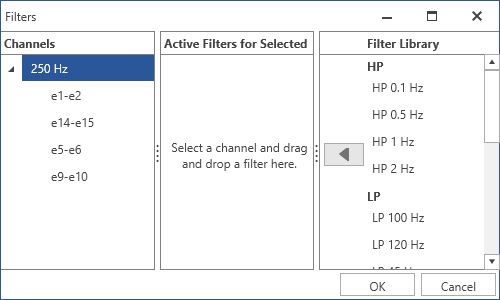 Filters
Channels
250 Hz
e1-e2
e14-e15
e5-e6
e9-e10
Active Filters for Selected
Select a channel and drag
and drop a filter here.
Filter Library
HP
HP 0.1 Hz
HP 0.5 Hz
HP 1 Hz
HP 2 Hz
LP
LP 100 Hz
LP 120 Hz
OK
Cancel